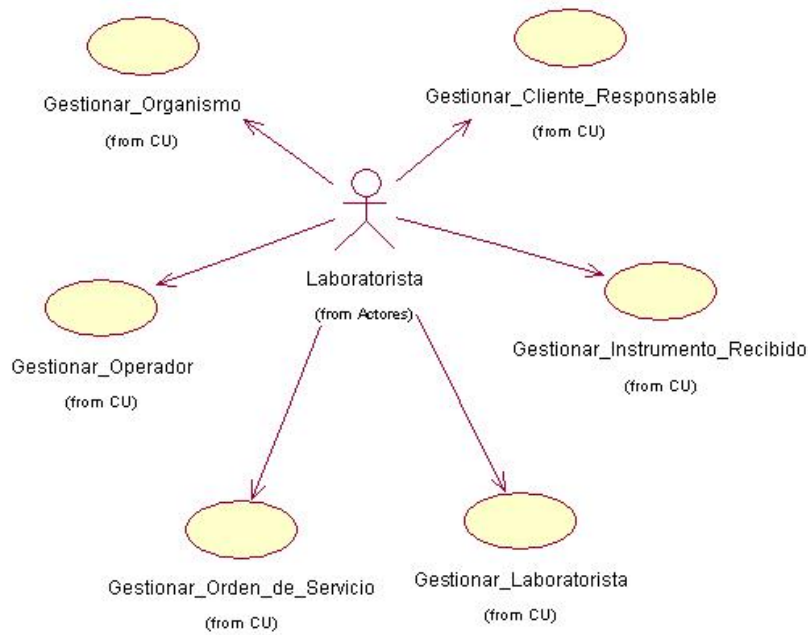 Gestionar_Organismo
(from CU)
Gestionar_Cliente_Responsable
(from CU)
Laboratorista
(from Actores)
Gestionar_Operador
(from CU)
Gestionar_Instrumento_Recibido
(from CU)
Gestionar_Orden_de_Servicio
(from CU)
Gestionar_Laboratorista
(from CU)